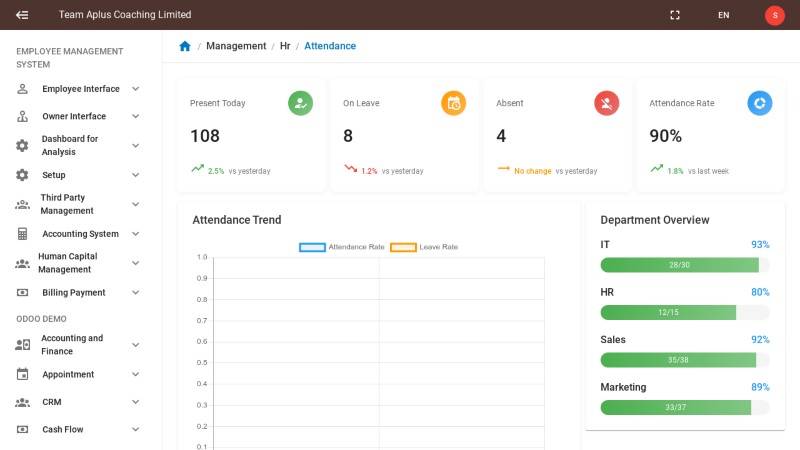 Team Aplus Coaching Limited
EN
S
EMPLOYEE MANAGEMENT
SYSTEM
Employee Interface
Owner Interface
Dashboard for
Analysis
Setup
Third Party
Management
Accounting System
Human Capital
Management
Billing Payment
ODOO DEMO
Accounting and
Finance
Appointment
CRM
Cash Flow
/ Management / Hr / Attendance
Present Today
108
2.5% vs yesterday
On Leave
8
1.2% vs yesterday
Absent
4
No change vs yesterday
Attendance Rate
90%
1.8% vs last week
Attendance Trend
Attendance Rate Leave Rate
1.0
0.9
0.8
0.7
0.6
0.5
0.4
0.3
0.2
0.1
Department Overview
IT 93%
28/30
HR 80%
12/15
Sales 92%
35/38
Marketing 89%
33/37